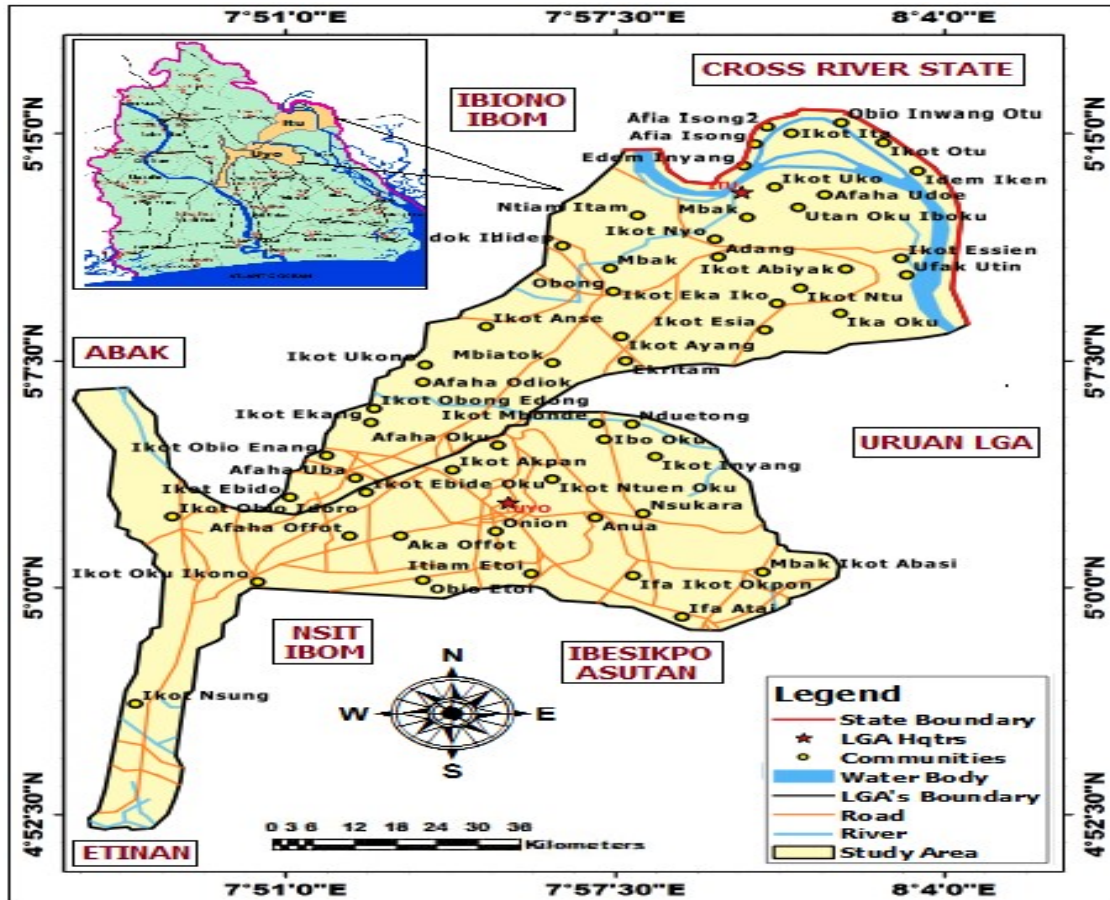 7°51'0"E 7°57'30"E 8°4'0"E
CROSS RIVER STATE
IBIONO
IBOM
Itu
Uyo
5°15'0"N
5°15'0"N
Obio Inwang Otu
Afia Isong2
Afia Isong
Ikot Ita
Ikot Otu
Edem Inyang
Idem Iken
ITU
Ikot Uko
Afaha Udoe
Ntiam Itam
Mbak
Utan Oku Iboku
Ikot Nyo
Adang
Ikot Essien
Mbak
Ikot Abiyak
Ufak Utin
Obong
Ikot Eka Iko
Ikot Ntu
Ikot Anse
Ikot Esia
Ika Oku
Ikot Ayang
ABAK
Ikot Ukono
Mbiatok
Ekritam
5°7'30"N
5°7'30"N
Afaha Odiok
Ikot Obong Edong
Ikot Ekang
Ikot Mbonde
Nduetong
Afaha Oku
Ibo Oku
URUAN LGA
Ikot Obio Enang
Ikot Akpan
Ikot Inyang
Afaha Uba
Ikot Ebido
Ikot Ebide Oku
Ikot Ntuen Oku
Ikot Obio Idoro
UYO
Nsukara
Afaha Offot
Onion
Anua
Aka Offot
Ikot Oku Ikono
Itiam Etoi
Mbak Ikot Abasi
Obio Etoi
Ifa Ikot Okpon
5°0'0"N
5°0'0"N
Ifa Atai
NSIT
IBOM
IBESIKPO
ASUTAN
Ikot Nsung
N
W E
S
Legend
State Boundary
LGA Hqtrs
Communities
Water Body
LGA's Boundary
Road
River
Study Area
4°52'30"N
4°52'30"N
0 3 6 12 18 24 30 36
Kilometers
ETINAN
7°51'0"E 7°57'30"E 8°4'0"E